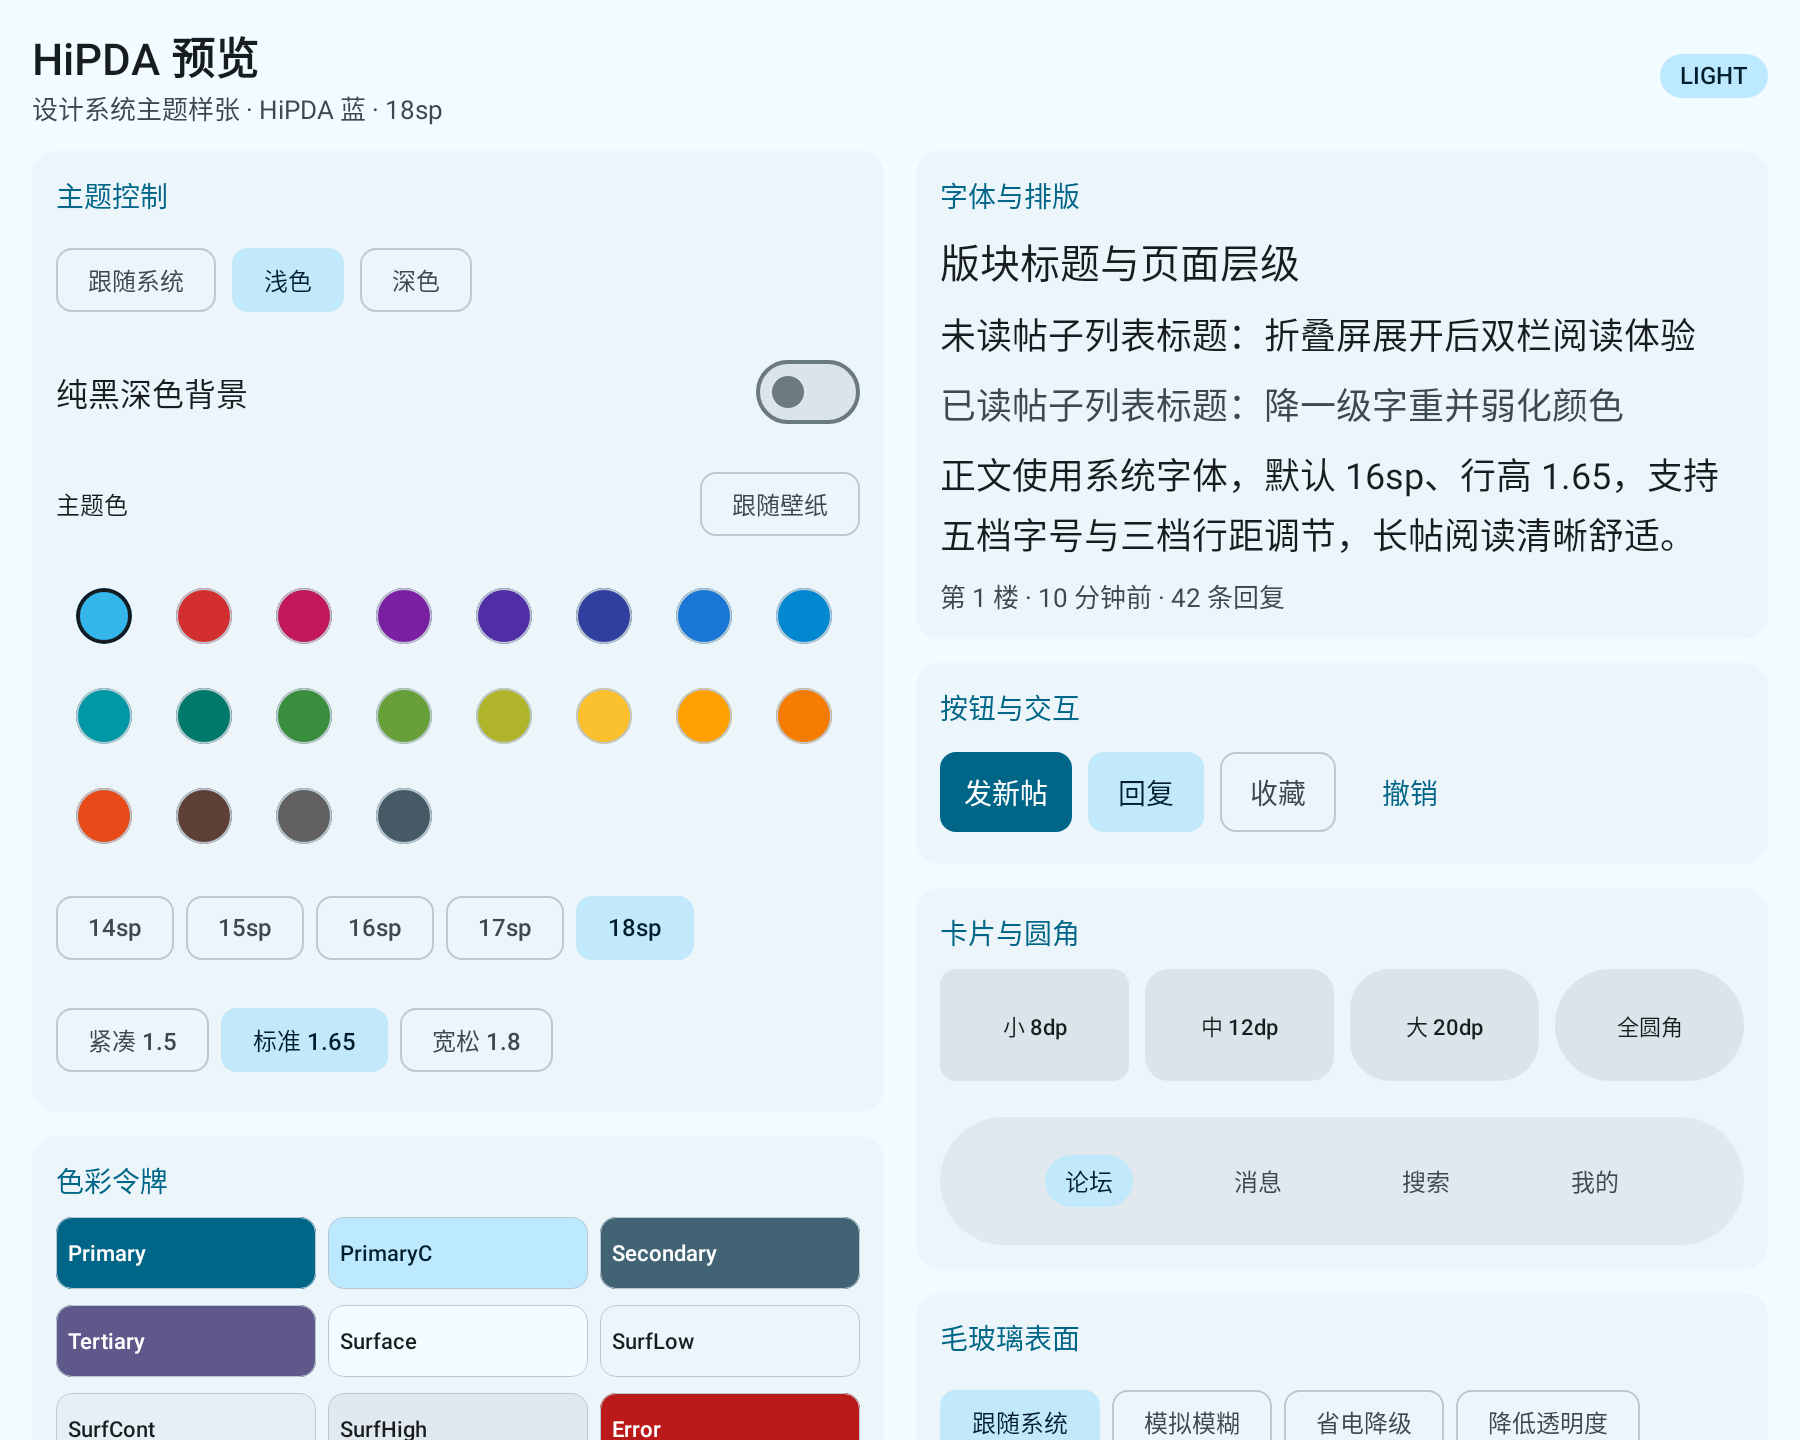 HiPDA 预览
设计系统主题样张 · HiPDA 蓝 · 18sp
LIGHT
主题控制
跟随系统
浅色
深色
纯黑深色背景
主题色
跟随壁纸
14sp
15sp
16sp
17sp
18sp
紧凑 1.5
标准 1.65
宽松 1.8
色彩令牌
Primary
PrimaryC
Secondary
Tertiary
Surface
SurfLow
SurfCont
SurfHigh
Error
字体与排版
版块标题与页面层级
未读帖子列表标题：折叠屏展开后双栏阅读体验
已读帖子列表标题：降一级字重并弱化颜色
正文使用系统字体，默认 16sp、行高 1.65，支持
五档字号与三档行距调节，长帖阅读清晰舒适。
第 1 楼 · 10 分钟前 · 42 条回复
按钮与交互
发新帖
回复
收藏
撤销
卡片与圆角
小 8dp
中 12dp
大 20dp
全圆角
论坛
消息
搜索
我的
毛玻璃表面
跟随系统
模拟模糊
省电降级
降低透明度